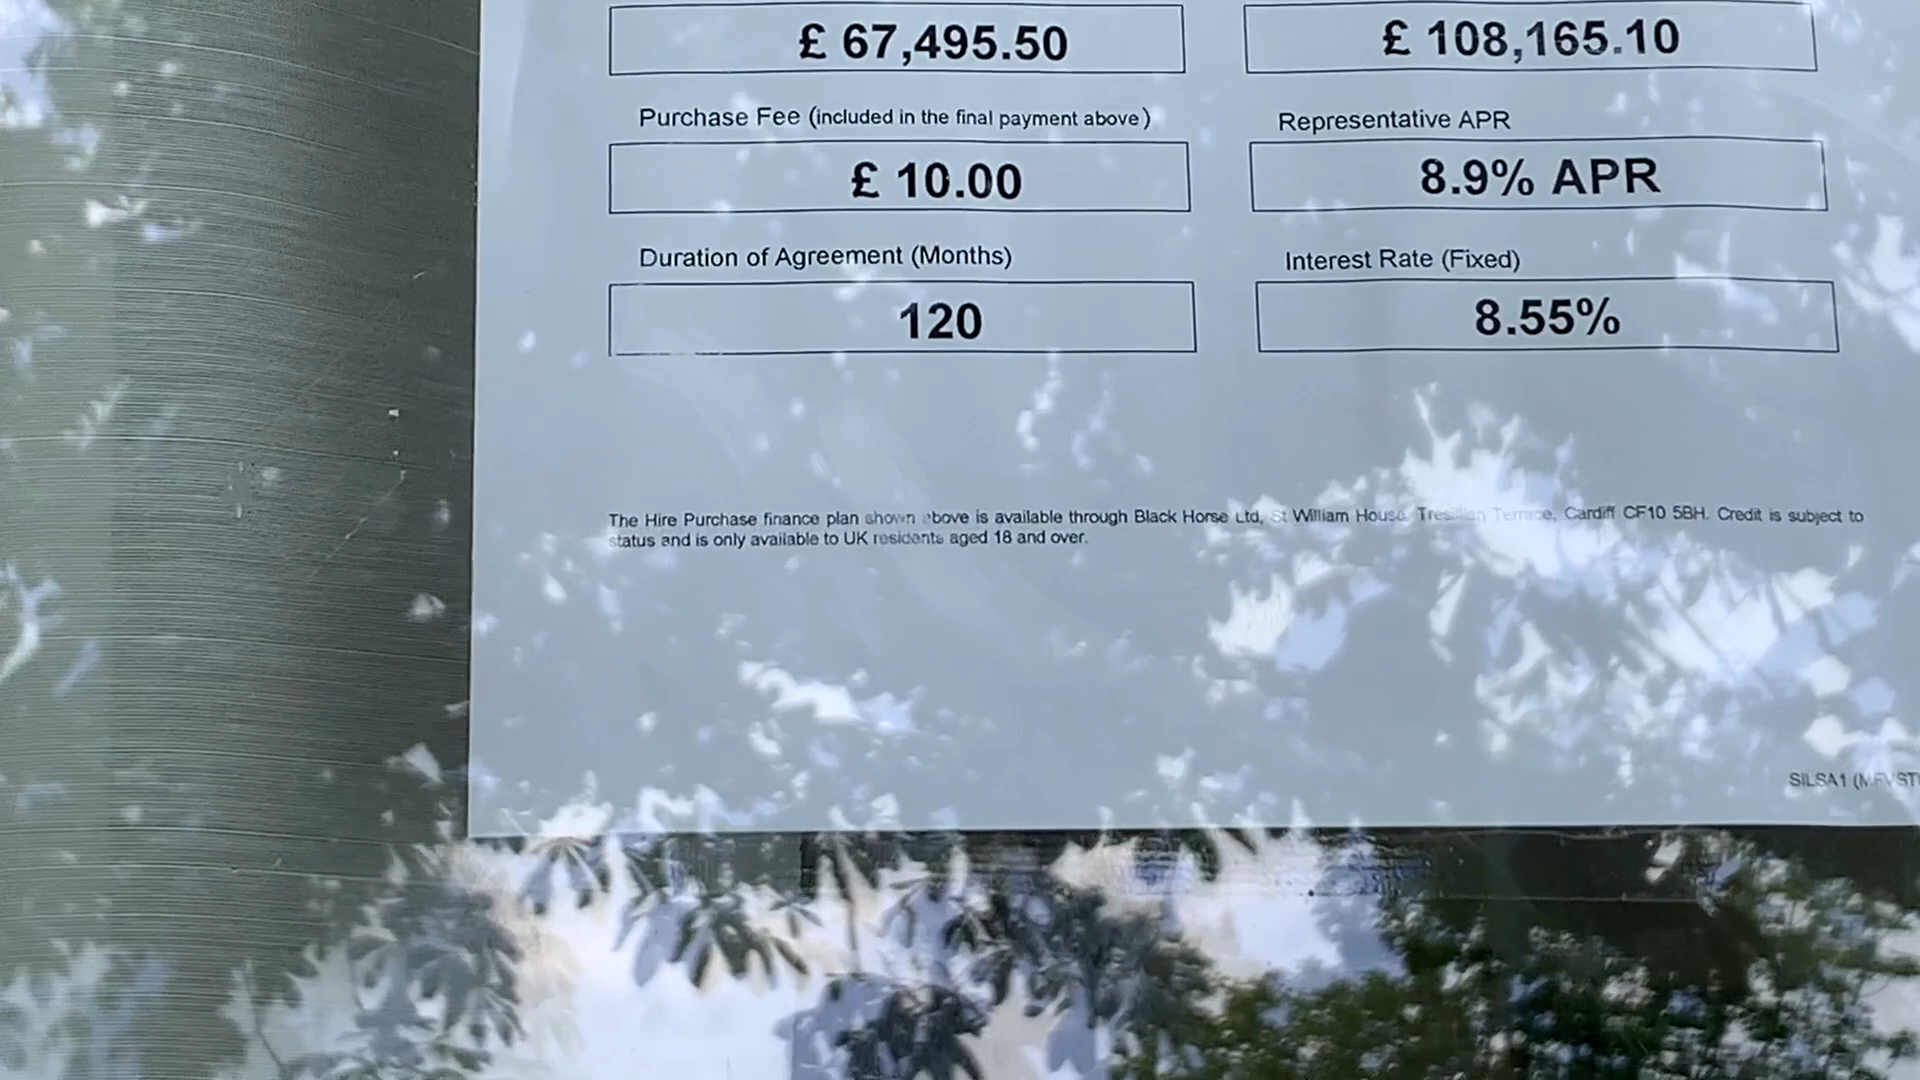 £ 67,495.50
£ 108,165.10
Purchase Fee (included in the final payment above)
Representative APR
£ 10.00
8.9% APR
Duration of Agreement (Months)
Interest Rate (Fixed)
120
8.55%
The Hire Purchase finance plan shown above is available through Black Horse Ltd, St William House, Tresillian Terrace, Cardiff CF10 5BH. Credit is subject to
status and is only available to UK residents aged 18 and over.
SILSA1